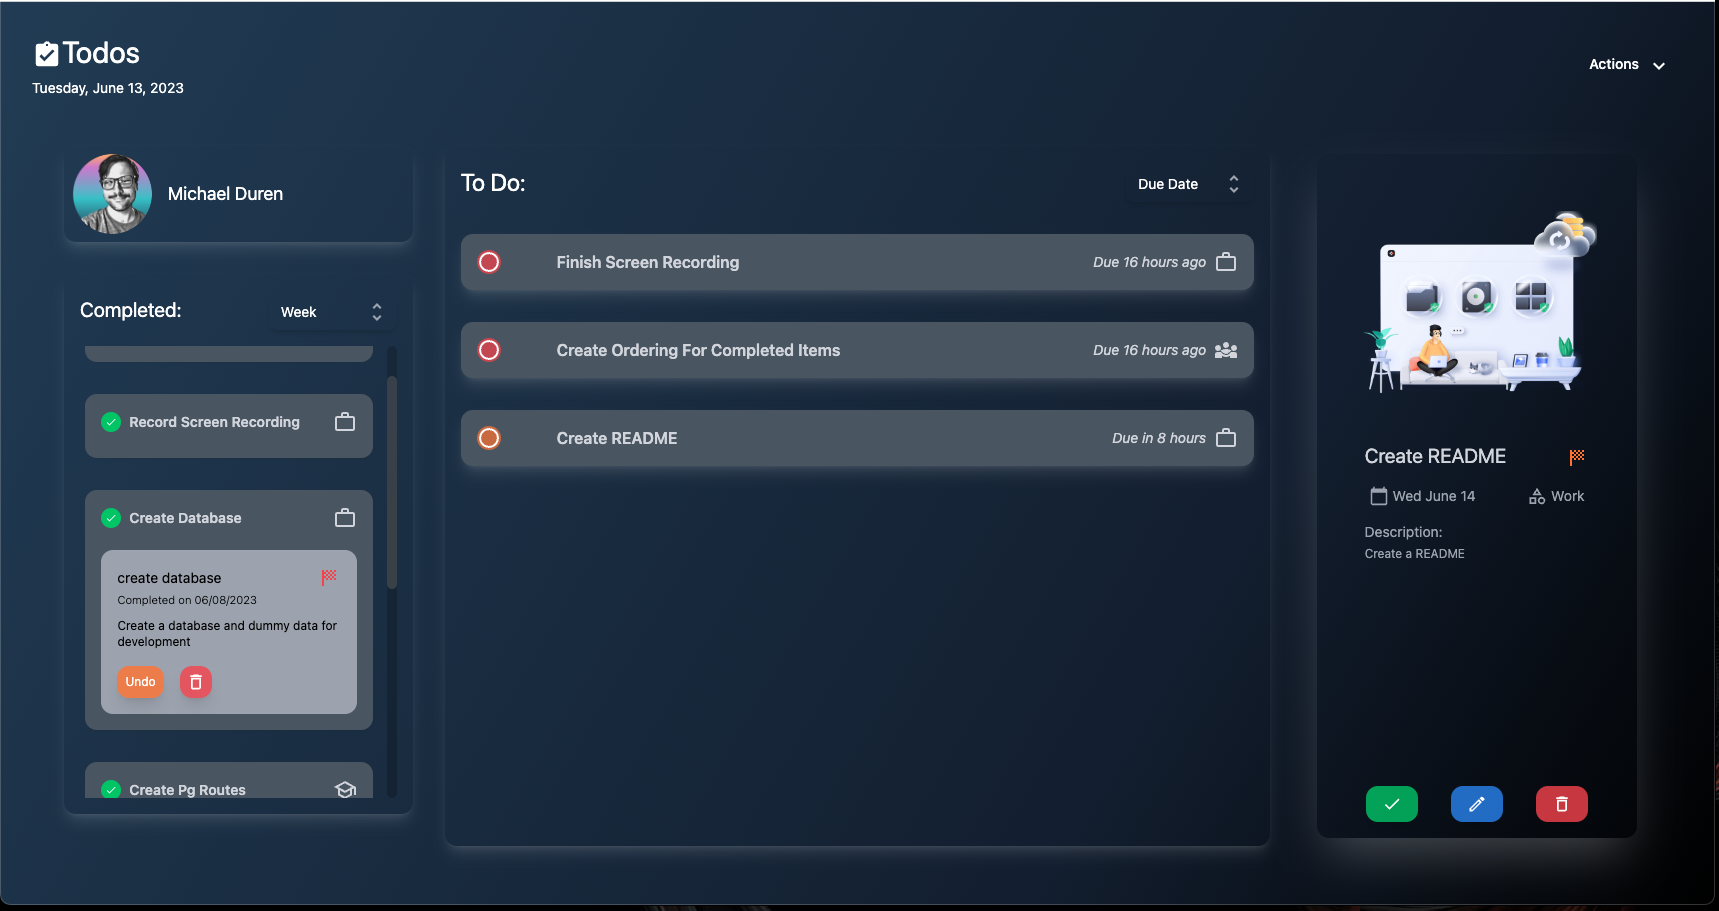 Todos
Tuesday, June 13, 2023
Actions
Michael Duren
Completed:
Week
Record Screen Recording
Create Database
create database
Completed on 06/08/2023
Create a database and dummy data for
development
Undo
Create Pg Routes
To Do:
Due Date
Finish Screen Recording
Due 16 hours ago
Create Ordering For Completed Items
Due 16 hours ago
Create README
Due in 8 hours
Create README
Wed June 14
Work
Description:
Create a README